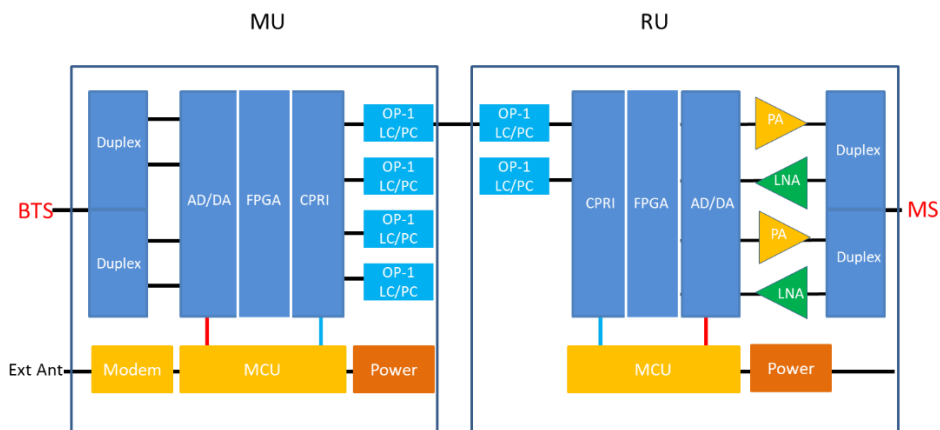 MU
RU
Duplex
Duplex
BTS
AD/DA
FPGA
CPRI
OP-1
LC/PC
OP-1
LC/PC
OP-1
LC/PC
OP-1
LC/PC
Ext Ant
Modem
MCU
Power
OP-1
LC/PC
OP-1
LC/PC
CPRI
FPGA
AD/DA
PA
LNA
PA
LNA
Duplex
Duplex
MS
MCU
Power